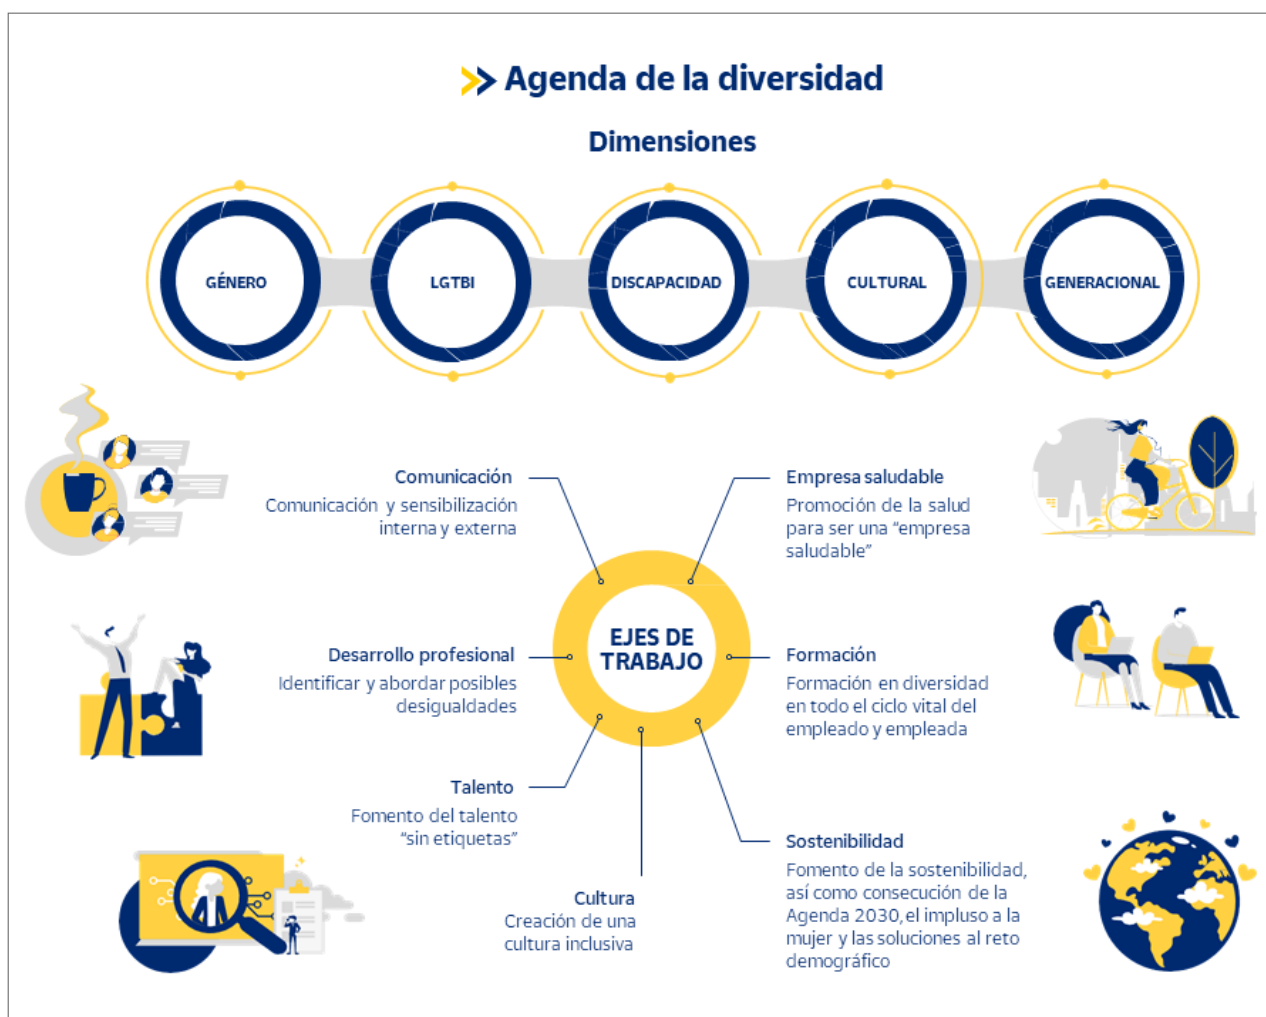 Agenda de la diversidad
Dimensiones
GÉNERO
LGTBI
DISCAPACIDAD
CULTURAL
GENERACIONAL
Comunicación
Comunicación y sensibilización
interna y externa
Empresa saludable
Promoción de la salud
para ser una “empresa
saludable”
EJES DE
TRABAJO
Desarrollo profesional
Identificar y abordar posibles
desigualdades
Formación
Formación en diversidad
en todo el ciclo vital del
empleado y empleada
Talento
Fomento del talento
“sin etiquetas”
Cultura
Creación de una
cultura inclusiva
Sostenibilidad
Fomento de la sostenibilidad,
así como consecución de la
Agenda 2030, el impluso a la
mujer y las soluciones al reto
demográfico